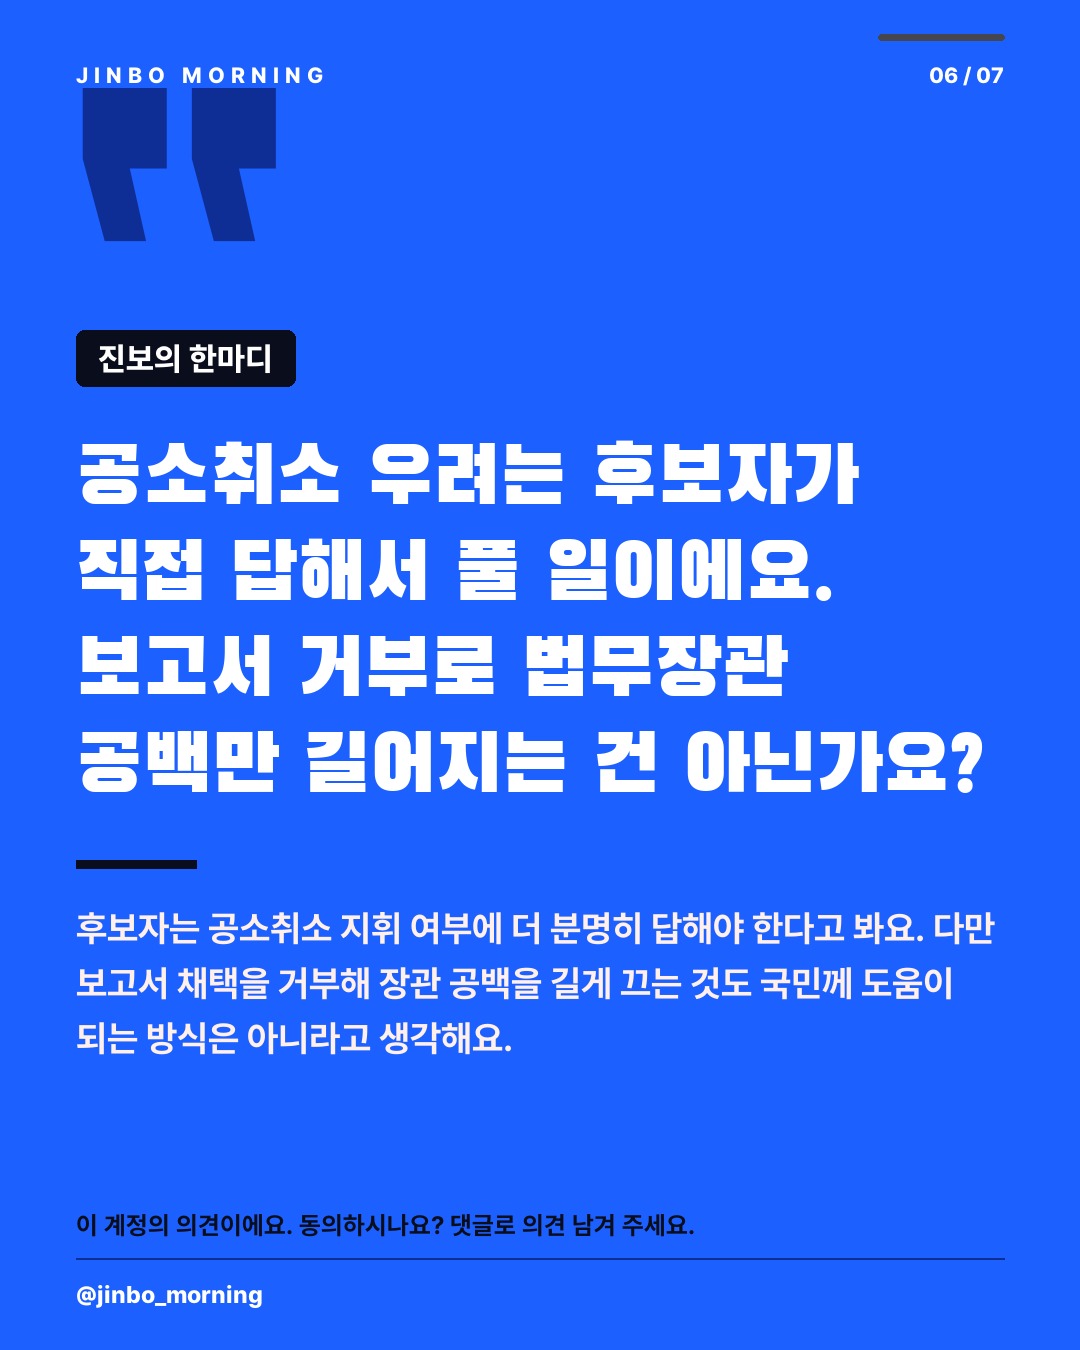 JINBO MORNING
06 / 07
진보의 한마디
공소취소 우려는 후보자가
직접 답해서 풀 일이에요.
보고서 거부로 법무장관
공백만 길어지는 건 아닌가요?
후보자는 공소취소 지휘 여부에 더 분명히 답해야 한다고 봐요. 다만
보고서 채택을 거부해 장관 공백을 길게 끄는 것도 국민께 도움이
되는 방식은 아니라고 생각해요.
이 계정의 의견이에요. 동의하시나요? 댓글로 의견 남겨 주세요.
@jinbo_morning